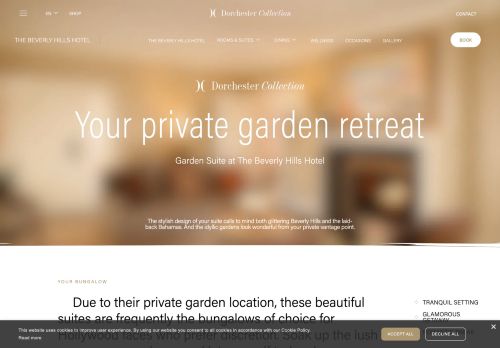 EN
SHOP
Dorchester Collection
CONTACT
THE BEVERLY HILLS HOTEL
THE BEVERLY HILLS HOTEL
ROOMS & SUITES
DINING
WELLNESS
OCCASIONS
GALLERY
BOOK
Dorchester Collection
Your private garden retreat
Garden Suite at The Beverly Hills Hotel
The stylish design of your suite calls to mind both glittering Beverly Hills and the laid-
back Bahamas. And the idyllic gardens look wonderful from your private vantage point.
YOUR BUNGALOW
Due to their private garden location, these beautiful
suites are frequently the bungalows of choice for
Hollywood faces who prefer discretion. Soak up the lush
TRANQUIL SETTING
GLAMOROUS
GETAWAY
This website uses cookies to improve user experience. By using our website you consent to all cookies in accordance with our Cookie Policy.
Read more
ACCEPT ALL
DECLINE ALL